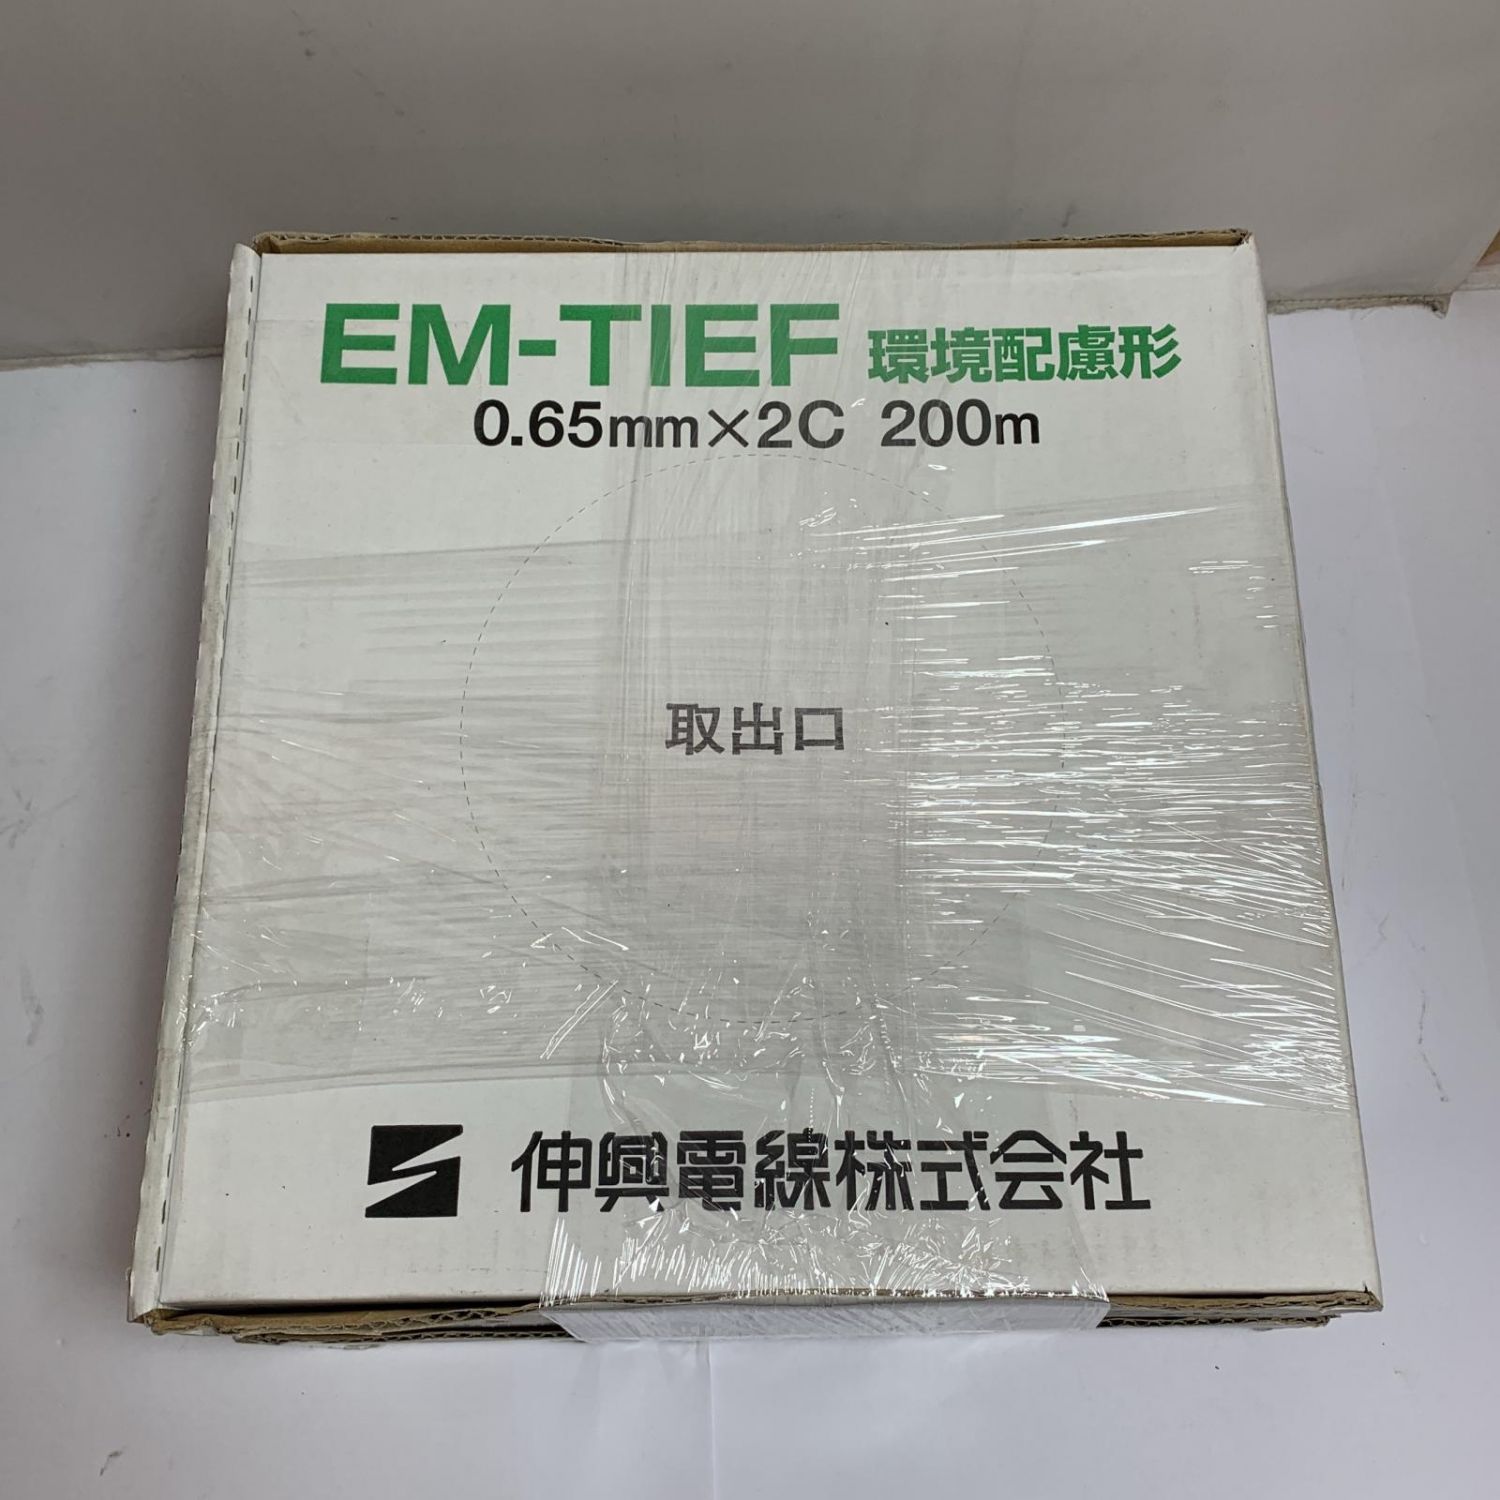 EM-TIEF 環境配慮形
0.65mm×2C 200m
取出口
伸興電線株式会社